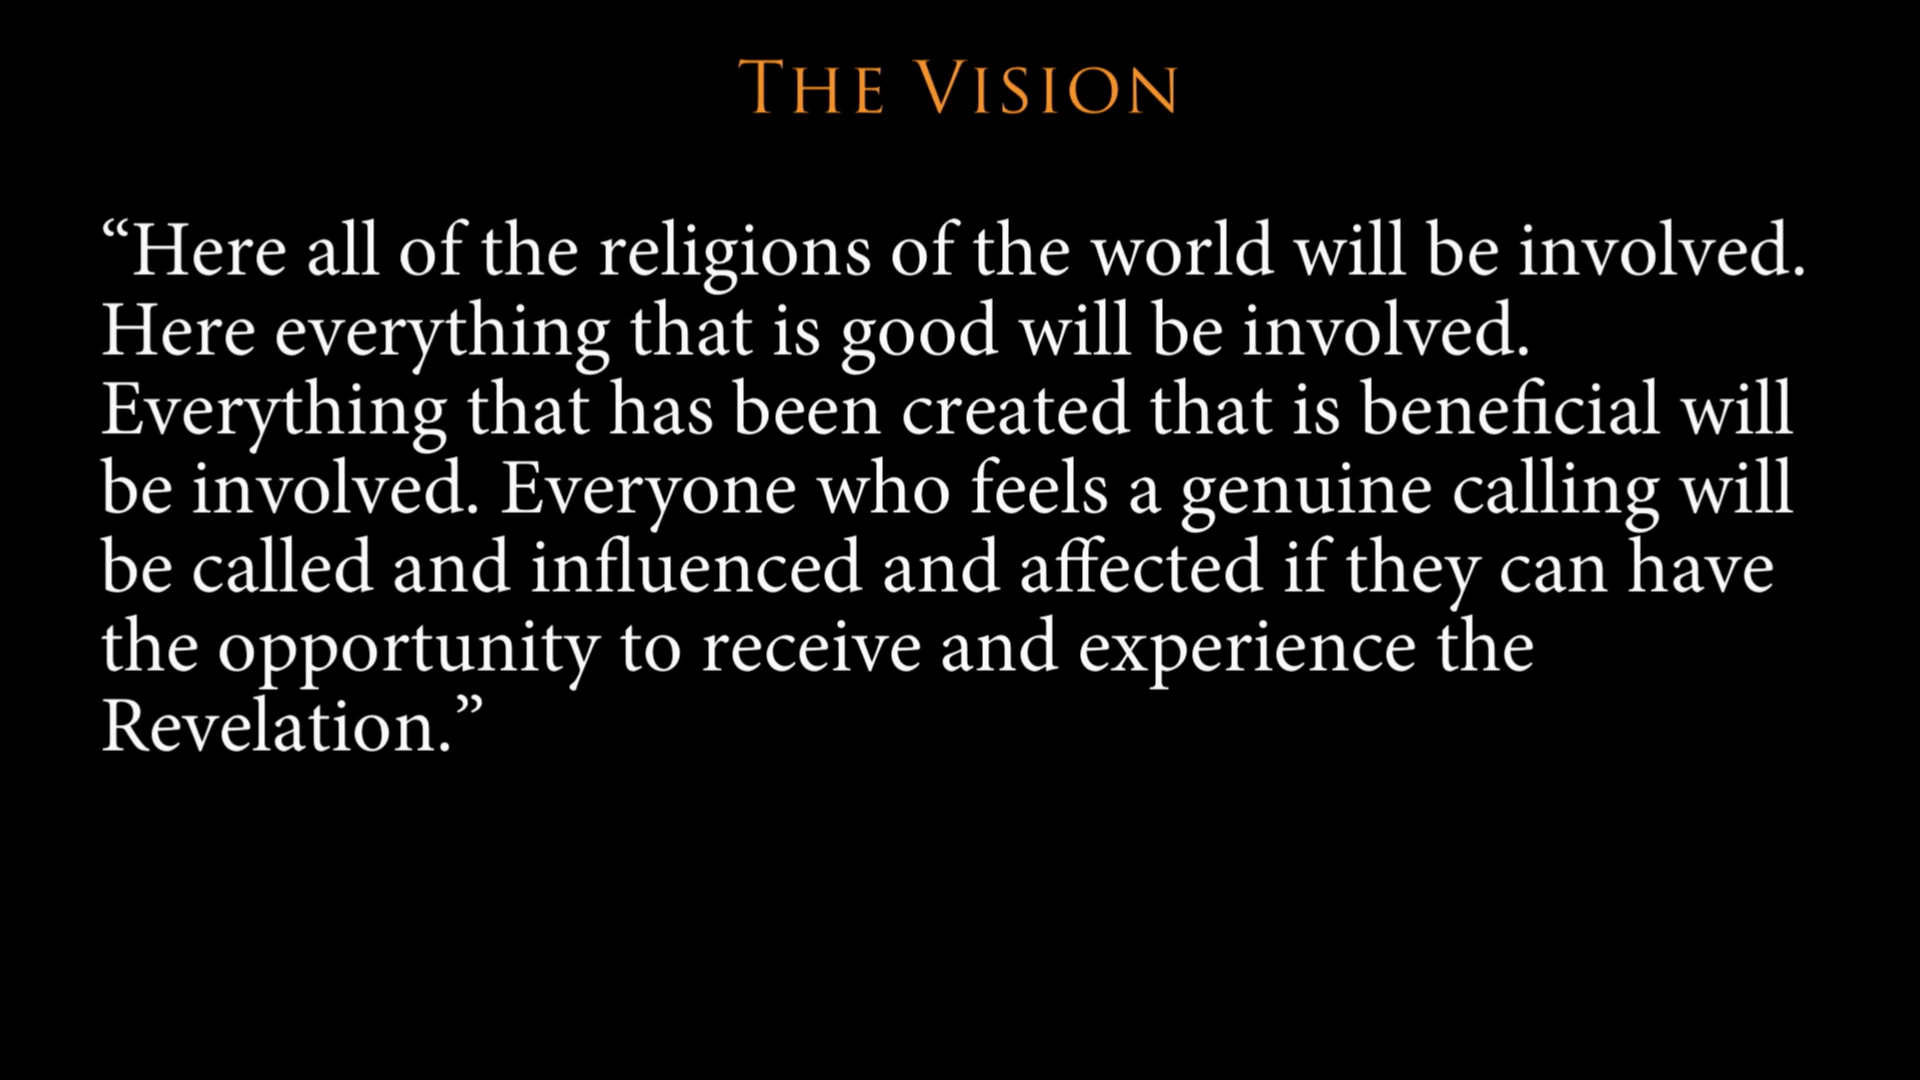 The Vision
“Here all of the religions of the world will be involved.
Here everything that is good will be involved.
Everything that has been created that is beneficial will
be involved. Everyone who feels a genuine calling will
be called and influenced and affected if they can have
the opportunity to receive and experience the
Revelation.”